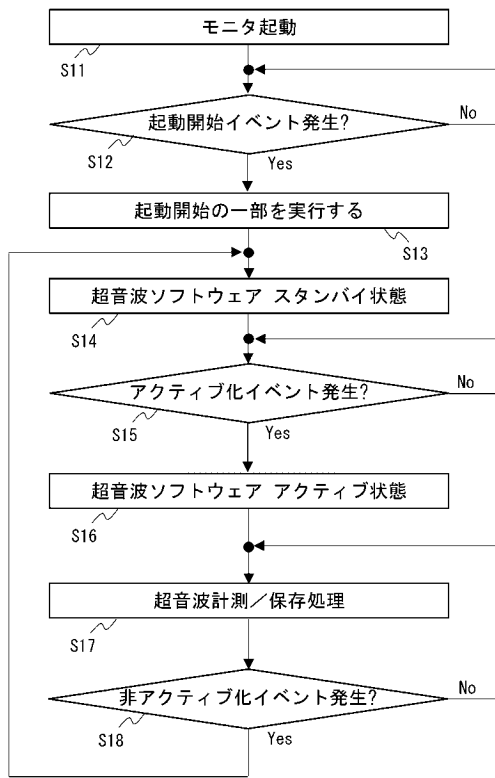 モニタ起動
S11
起動開始イベント発生?
No
S12
Yes
起動開始の一部を実行する
S13
超音波ソフトウェア スタンバイ状態
S14
アクティブ化イベント発生?
No
S15
Yes
超音波ソフトウェア アクティブ状態
S16
超音波計測／保存処理
S17
非アクティブ化イベント発生?
No
S18
Yes